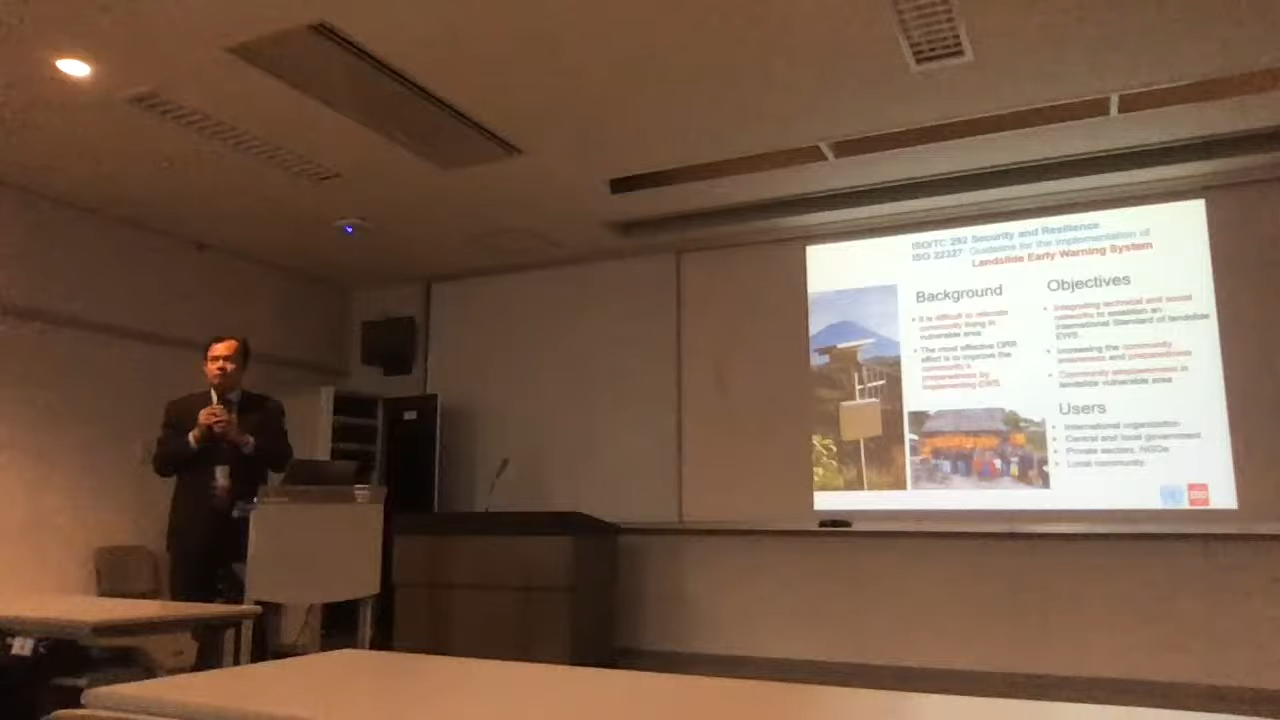 ISO/TC 292 Security and Resilience
ISO 22327 Guideline for the implementation of
Landslide Early Warning System
Background
• It is difficult to relocate
community living in
vulnerable area
• The most effective DRR
effort is to improve the
community's
preparedness by
implementing EWS
Objectives
• Integrating technical and social
networks to establish an
international Standard of landslide
EWS
• Increasing the community
awareness and preparedness
• Community empowerment in
landslide vulnerable area
Users
• International organization
• Central and local government
• Private sectors, NGOs
• Local community
ISO